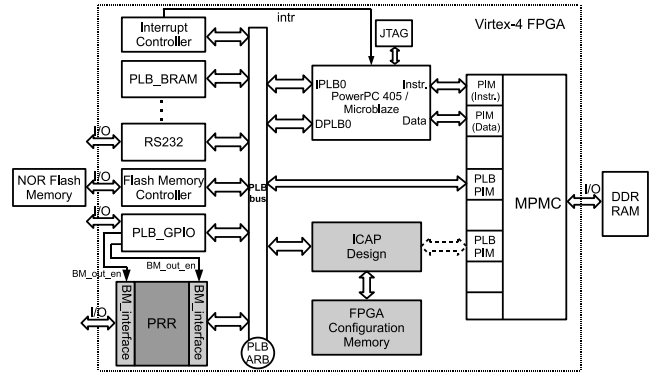 intr
Virtex-4 FPGA
Interrupt
Controller
JTAG
PLB_BRAM
IPLB0
Instr.
PowerPC 405 /
Microblaze
DPLB0
Data
PIM
(Instr.)
PIM
(Data)
I/O
RS232
NOR Flash
Memory
I/O
Flash Memory
Controller
PLB
bus
PLB
PIM
MPMC
I/O
DDR
RAM
I/O
PLB_GPIO
ICAP
Design
PLB
PIM
BM_out_en
BM_out_en
I/O
BM_interface
PRR
BM_interface
FPGA
Configuration
Memory
PLB
ARB